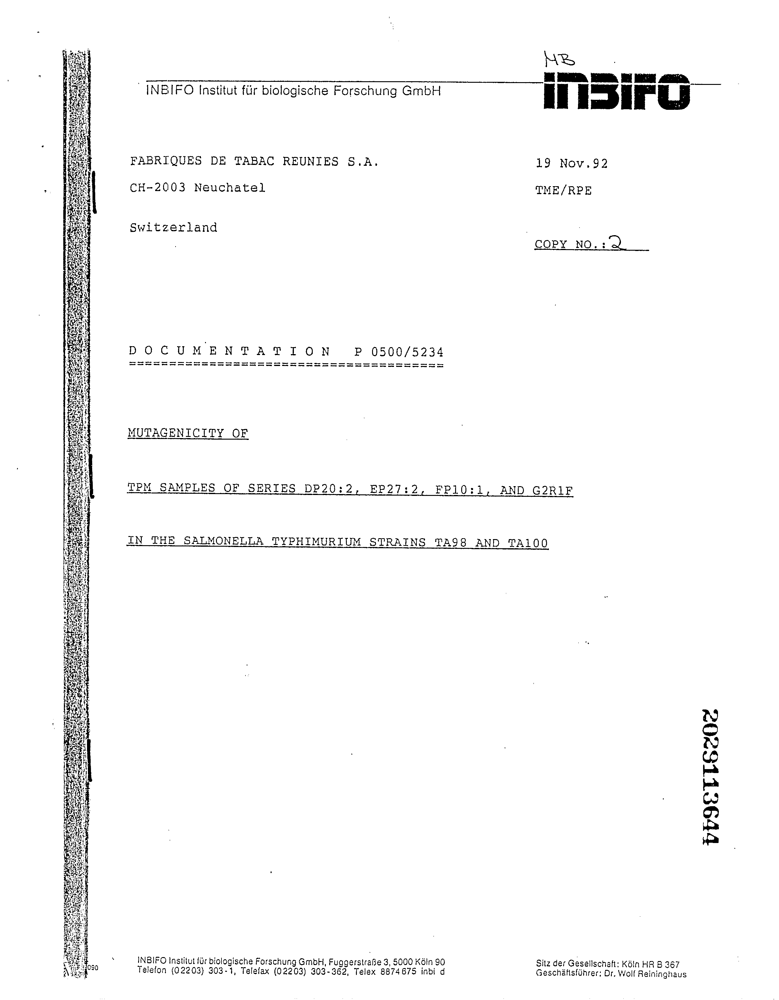 MB
INBIFO Institut für biologische Forschung GmbH
INBIFO
FABRIQUES DE TABAC REUNIES S.A.
19 Nov.92
CH-2003 Neuchatel
TME/RPE
Switzerland
COPY NO.: 2
D O C U M E N T A T I O N P 0500/5234
=======================================
MUTAGENICITY OF
TPM SAMPLES OF SERIES DP20:2, EP27:2, FP10:1, AND G2R1F
IN THE SALMONELLA TYPHIMURIUM STRAINS TA98 AND TA100
2029113644
INBIFO Institut für biologische Forschung GmbH, Fuggerstraße 3, 5000 Köln 90
Telefon (02203) 303-1, Telefax (02203) 303-362, Telex 8874675 inbi d
Sitz der Gesellschaft: Köln HR B 367
Geschäftsführer: Dr. Wolf Reininghaus